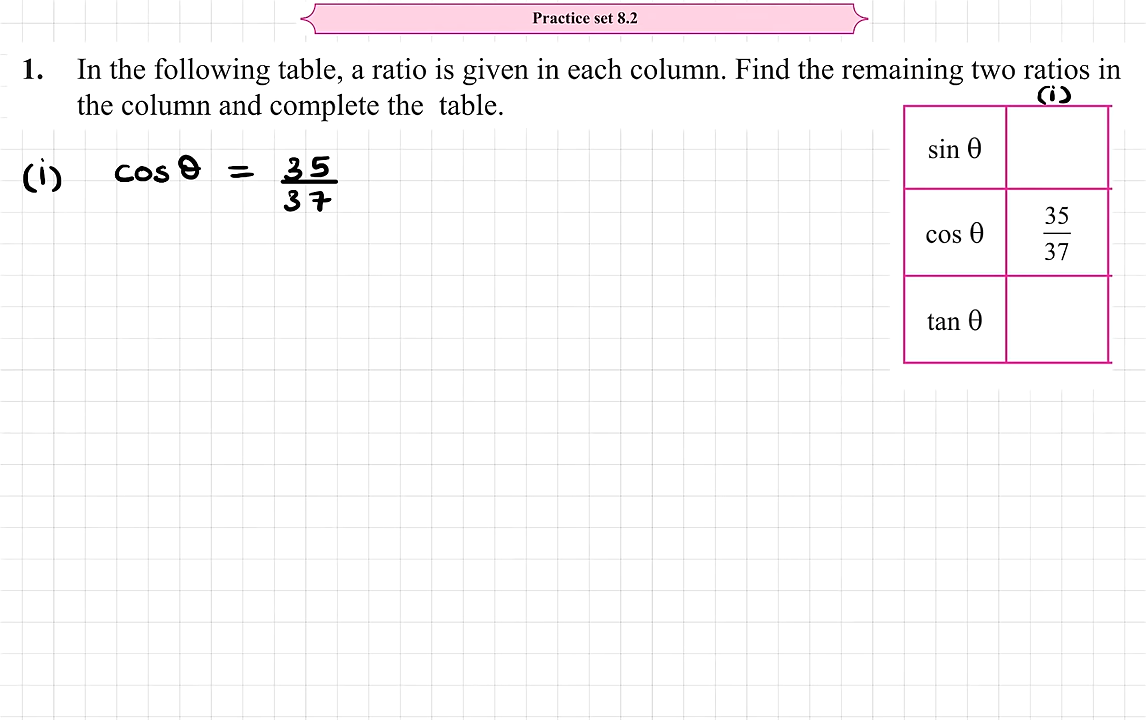 Practice set 8.2
1. In the following table, a ratio is given in each column. Find the remaining two ratios in
the column and complete the table.
(i)
(i) cos θ = 35/37
sin θ
cos θ 35/37
tan θ